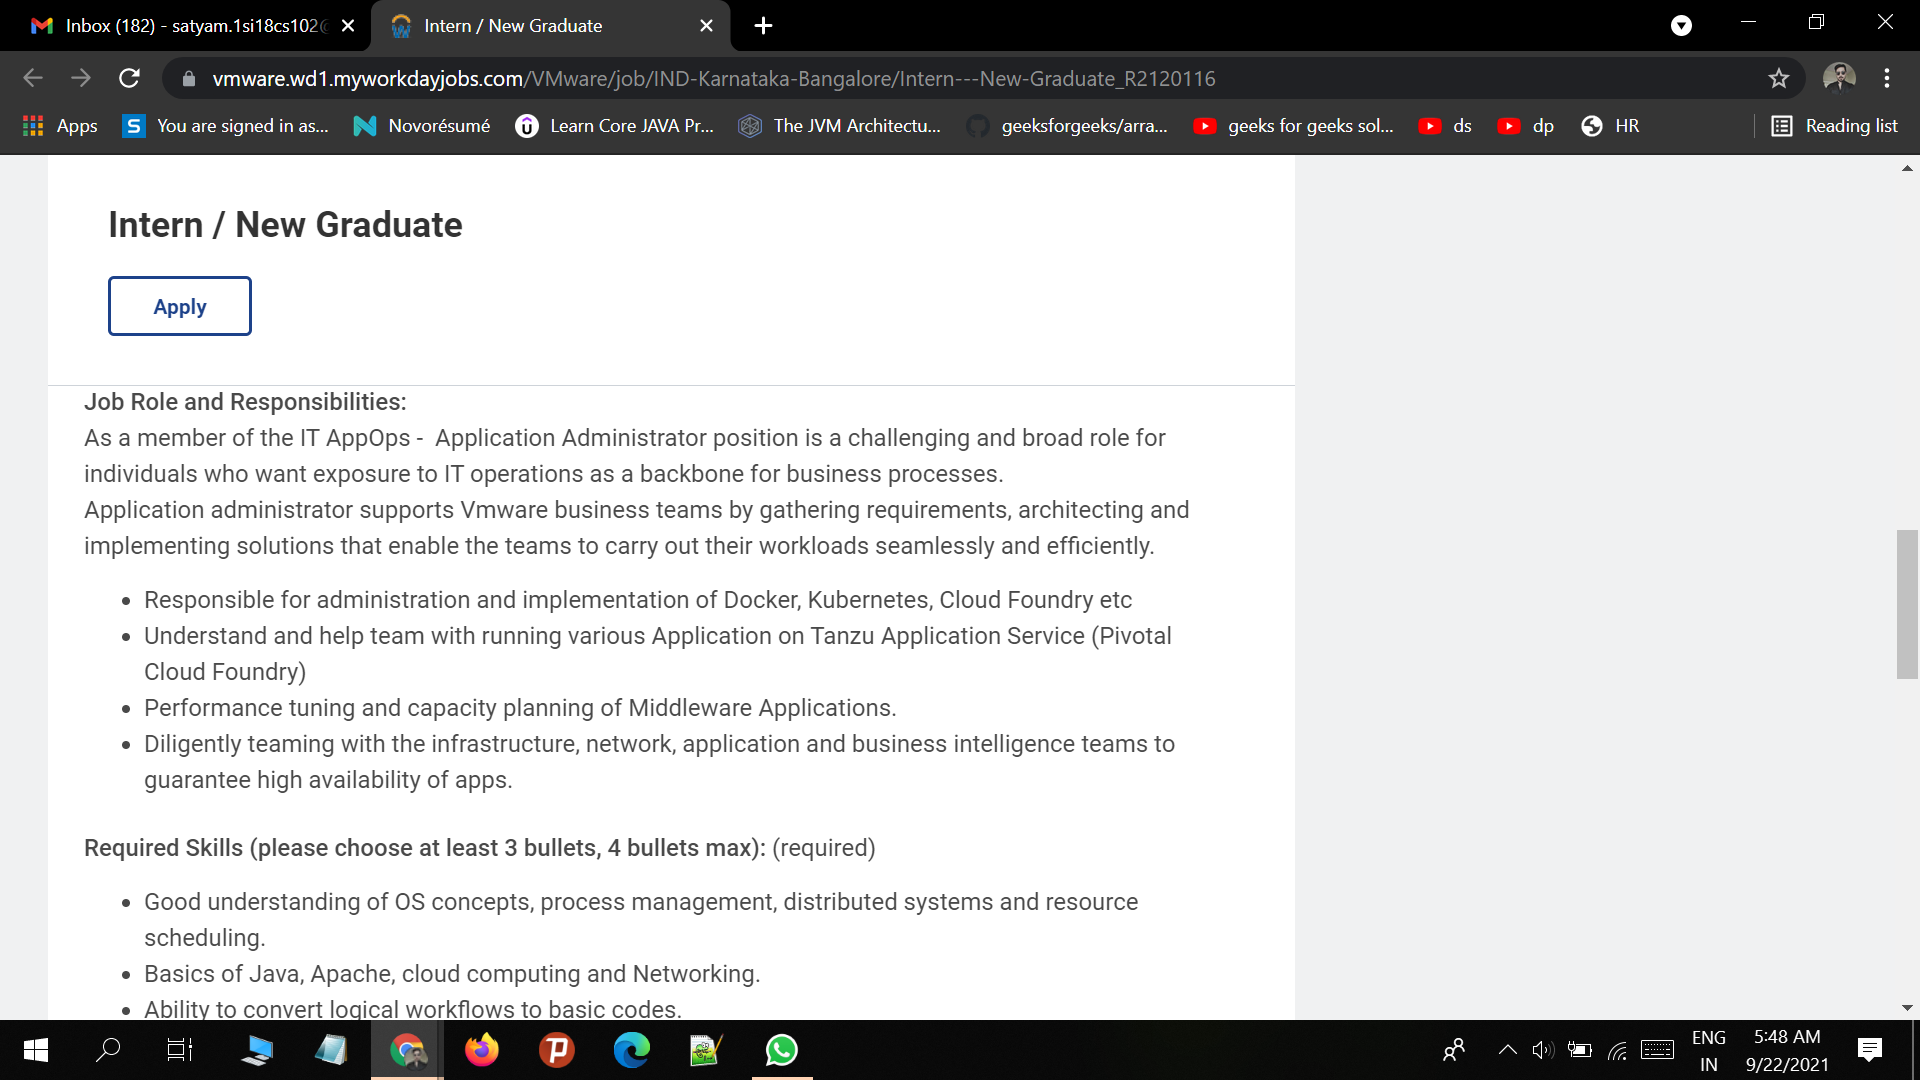 Inbox (182) - satyam.1si18cs102@
Intern / New Graduate
vmware.wd1.myworkdayjobs.com/VMware/job/IND-Karnataka-Bangalore/Intern---New-Graduate_R2120116
Apps
S You are signed in as...
Novorésumé
Learn Core JAVA Pr...
The JVM Architectu...
geeksforgeeks/arra...
geeks for geeks sol...
ds
dp
HR
Reading list
Intern / New Graduate
Apply
Job Role and Responsibilities:
As a member of the IT AppOps -  Application Administrator position is a challenging and broad role for
individuals who want exposure to IT operations as a backbone for business processes.
Application administrator supports Vmware business teams by gathering requirements, architecting and
implementing solutions that enable the teams to carry out their workloads seamlessly and efficiently.
• Responsible for administration and implementation of Docker, Kubernetes, Cloud Foundry etc
• Understand and help team with running various Application on Tanzu Application Service (Pivotal
Cloud Foundry)
• Performance tuning and capacity planning of Middleware Applications.
• Diligently teaming with the infrastructure, network, application and business intelligence teams to
guarantee high availability of apps.
Required Skills (please choose at least 3 bullets, 4 bullets max): (required)
• Good understanding of OS concepts, process management, distributed systems and resource
scheduling.
• Basics of Java, Apache, cloud computing and Networking.
• Ability to convert logical workflows to basic codes.
ENG
IN
5:48 AM
9/22/2021